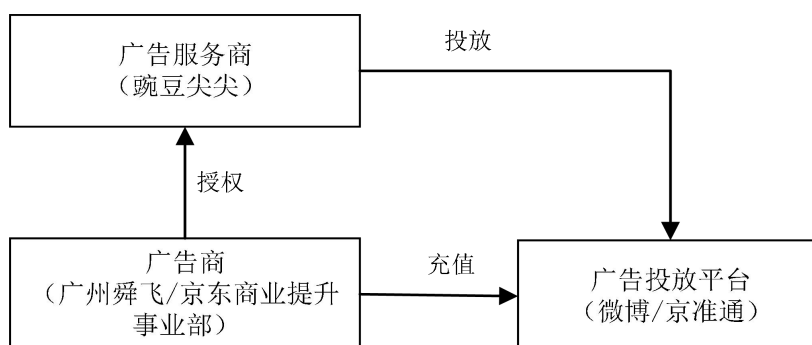 广告服务商
（豌豆尖尖）
投放
授权
广告商
（广州舜飞/京东商业提升
事业部）
充值
广告投放平台
（微博/京准通）